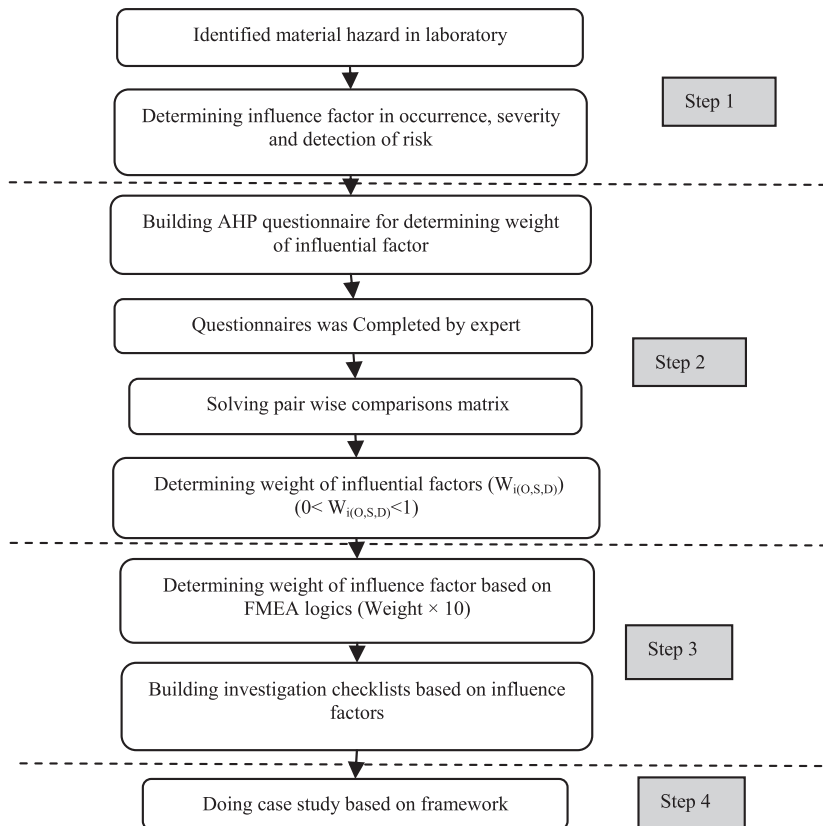 Identified material hazard in laboratory
Step 1
Determining influence factor in occurrence, severity
and detection of risk
Building AHP questionnaire for determining weight
of influential factor
Questionnaires was Completed by expert
Step 2
Solving pair wise comparisons matrix
Determining weight of influential factors (Wi(O,S,D))
(0< Wi(O,S,D)<1)
Determining weight of influence factor based on
FMEA logics (Weight × 10)
Step 3
Building investigation checklists based on influence
factors
Doing case study based on framework
Step 4